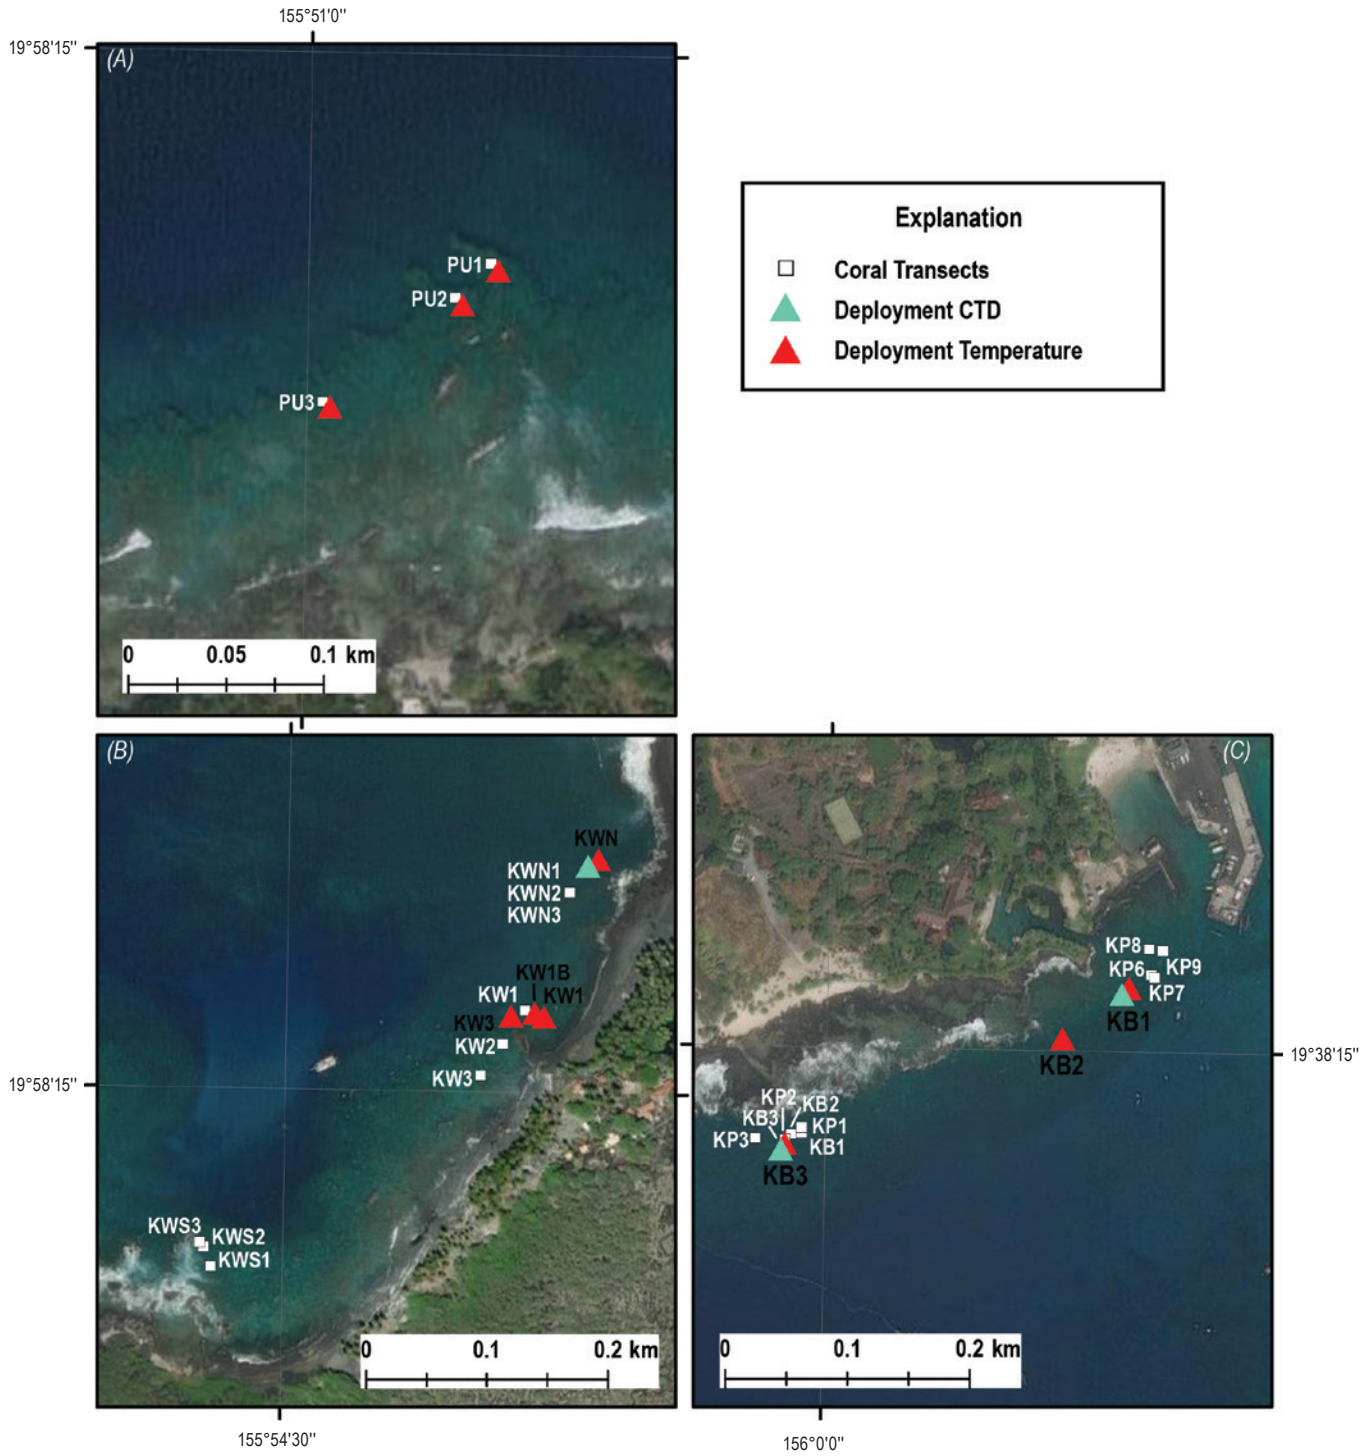 155°51'0"
19°58'15"
(A)
PU1
PU2
PU3
0 0.05 0.1 km
Explanation
Coral Transects
Deployment CTD
Deployment Temperature
(B)
KWN
KWN1
KWN2
KWN3
KW1B
KW1
KW1
KW3
KW2
KW3
19°58'15"
KWS3
KWS2
KWS1
0 0.1 0.2 km
155°54'30"
(C)
KP8
KP9
KP6
KP7
KB1
KB2
19°38'15"
KP2
KB2
KB3
KP1
KP3
KB1
KB3
0 0.1 0.2 km
156°0'0"